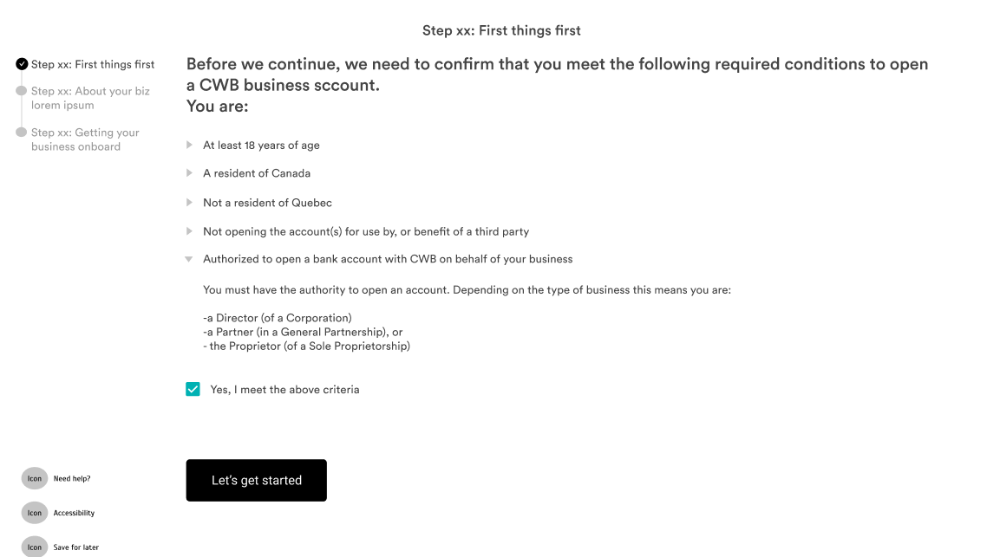 Step xx: First things first
Step xx: First things first
Step xx: About your biz
lorem ipsum
Step xx: Getting your
business onboard
Before we continue, we need to confirm that you meet the following required conditions to open
a CWB business sccount.
You are:
At least 18 years of age
A resident of Canada
Not a resident of Quebec
Not opening the account(s) for use by, or benefit of a third party
Authorized to open a bank account with CWB on behalf of your business
You must have the authority to open an account. Depending on the type of business this means you are:
-a Director (of a Corporation)
-a Partner (in a General Partnership), or
- the Proprietor (of a Sole Proprietorship)
Yes, I meet the above criteria
Let's get started
Icon Need help?
Icon Accessibility
Icon Save for later